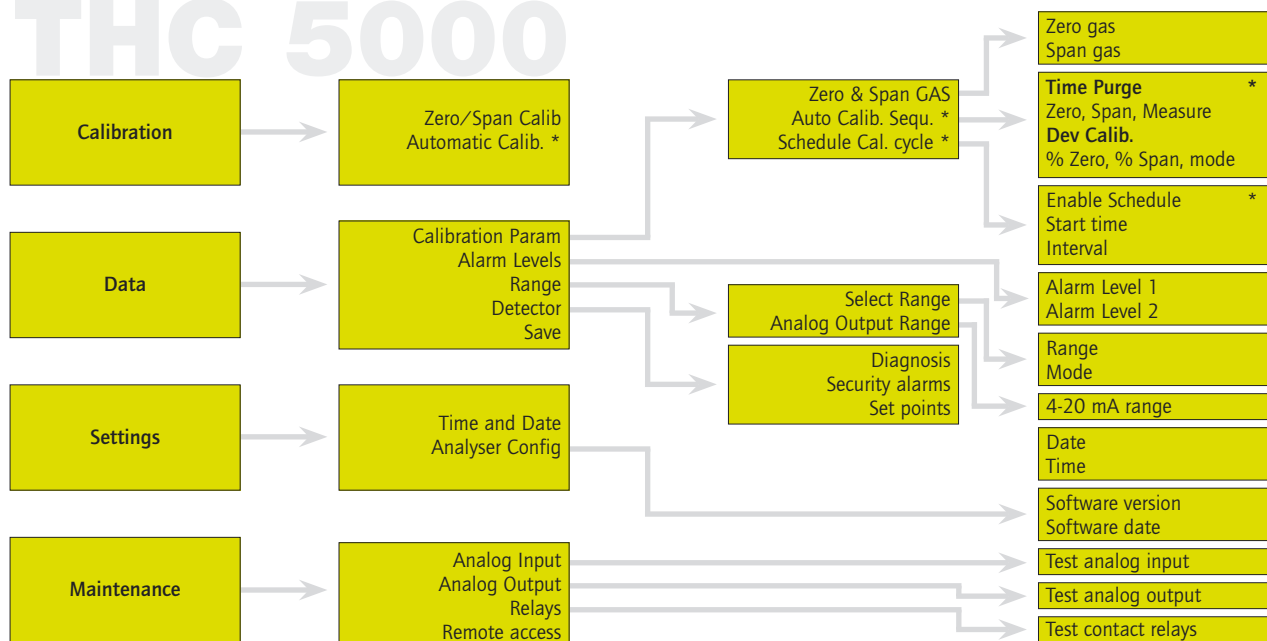 THC 5000
Calibration
Zero/Span Calib
Automatic Calib. *
Zero & Span GAS
Auto Calib. Sequ. *
Schedule Cal. cycle *
Zero gas
Span gas
Time Purge *
Zero, Span, Measure
Dev Calib.
% Zero, % Span, mode
Enable Schedule *
Start time
Interval
Data
Calibration Param
Alarm Levels
Range
Detector
Save
Select Range
Analog Output Range
Diagnosis
Security alarms
Set points
Alarm Level 1
Alarm Level 2
Range
Mode
4-20 mA range
Settings
Time and Date
Analyser Config
Date
Time
Software version
Software date
Maintenance
Analog Input
Analog Output
Relays
Remote access
Test analog input
Test analog output
Test contact relays